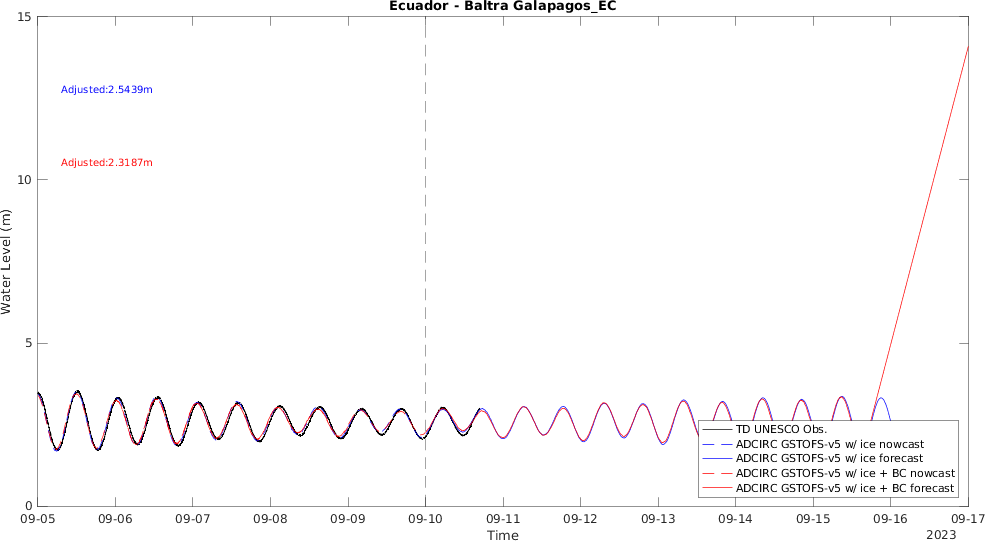 Ecuador - Baltra Galapagos_EC
15
Adjusted:2.5439m
Adjusted:2.3187m
10
Water Level (m)
5
TD UNESCO Obs.
ADCIRC GSTOFS-v5 w/ ice nowcast
ADCIRC GSTOFS-v5 w/ ice forecast
ADCIRC GSTOFS-v5 w/ ice + BC nowcast
ADCIRC GSTOFS-v5 w/ ice + BC forecast
0
09-05 09-06 09-07 09-08 09-09 09-10 09-11 09-12 09-13 09-14 09-15 09-16 09-17
Time
2023